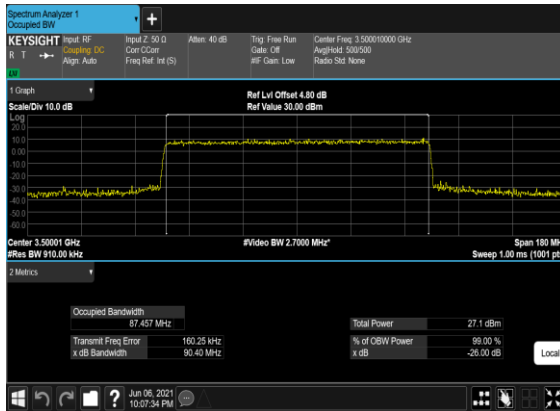 Spectrum Analyzer 1
Occupied BW
KEYSIGHT Input: RF Input Z: 50 Ω Atten: 40 dB Trig: Free Run Center Freq: 3.500010000 GHz
R T Coupling: DC Corr CCorr Gate: Off Avg|Hold: 500/500
Align: Auto Freq Ref: Int (S) #IF Gain: Low Radio Std: None
LXI
1 Graph
Ref Lvl Offset 4.80 dB
Scale/Div 10.0 dB Ref Value 30.00 dBm
Log
20.0
10.0
0.00
-10.0
-20.0
-30.0
-40.0
-50.0
-60.0
Center 3.50001 GHz #Video BW 2.7000 MHz* Span 180 MH
#Res BW 910.00 kHz Sweep 1.00 ms (1001 pt
2 Metrics
Occupied Bandwidth
87.457 MHz Total Power 27.1 dBm
Transmit Freq Error 160.25 kHz % of OBW Power 99.00 %
x dB Bandwidth 90.40 MHz x dB -26.00 dB
Local
Jun 06, 2021
10:07:34 PM